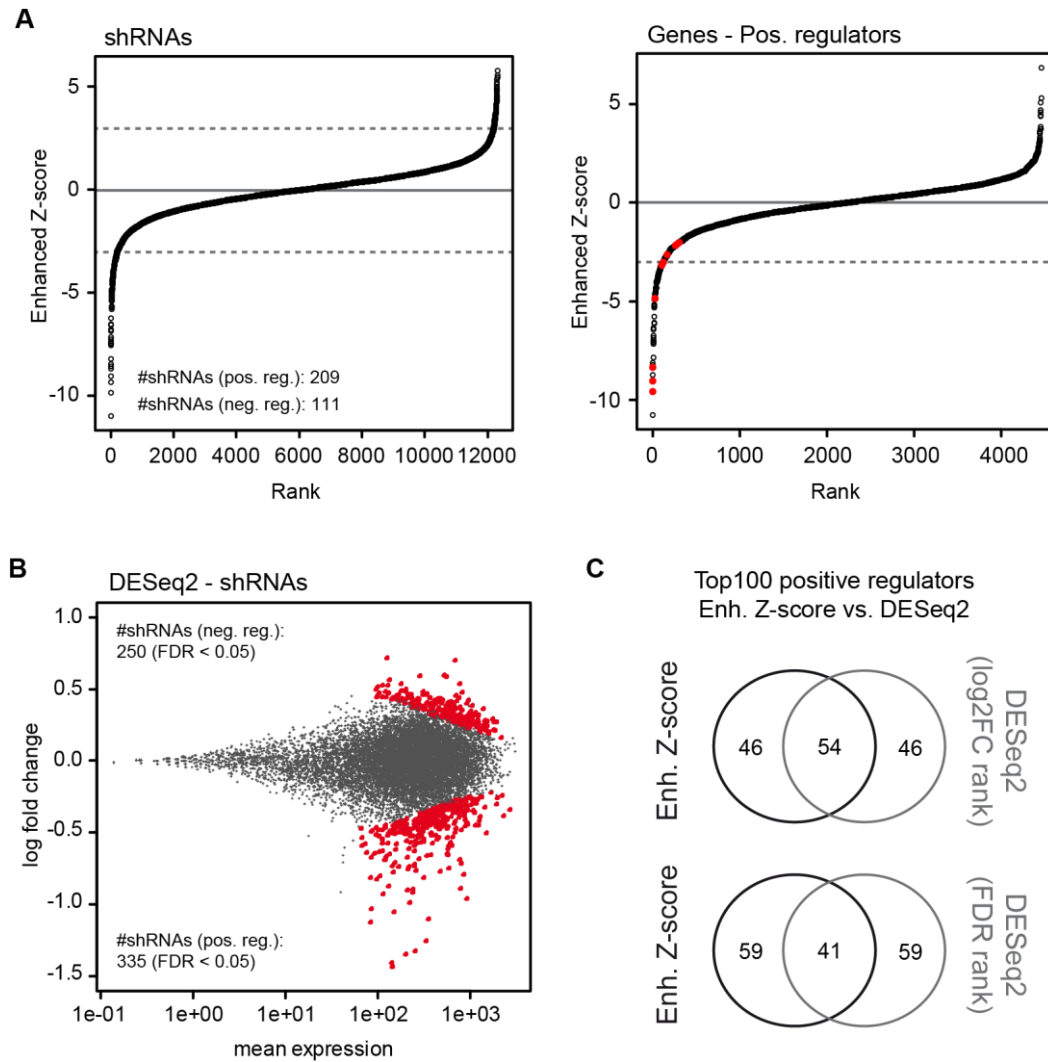 A
shRNAs
Enhanced Z-score
5
0
-5
-10
#shRNAs (pos. reg.): 209
#shRNAs (neg. reg.): 111
0 2000 4000 6000 8000 10000 12000
Rank
Genes - Pos. regulators
Enhanced Z-score
5
0
-5
-10
0 1000 2000 3000 4000
Rank
B
DESeq2 - shRNAs
log fold change
1.0
0.5
0.0
-0.5
-1.0
-1.5
#shRNAs (neg. reg.):
250 (FDR < 0.05)
#shRNAs (pos. reg.):
335 (FDR < 0.05)
1e-01 1e+00 1e+01 1e+02 1e+03
mean expression
C
Top100 positive regulators
Enh. Z-score vs. DESeq2
Enh. Z-score
46 54 46
DESeq2
(log2FC rank)
Enh. Z-score
59 41 59
DESeq2
(FDR rank)